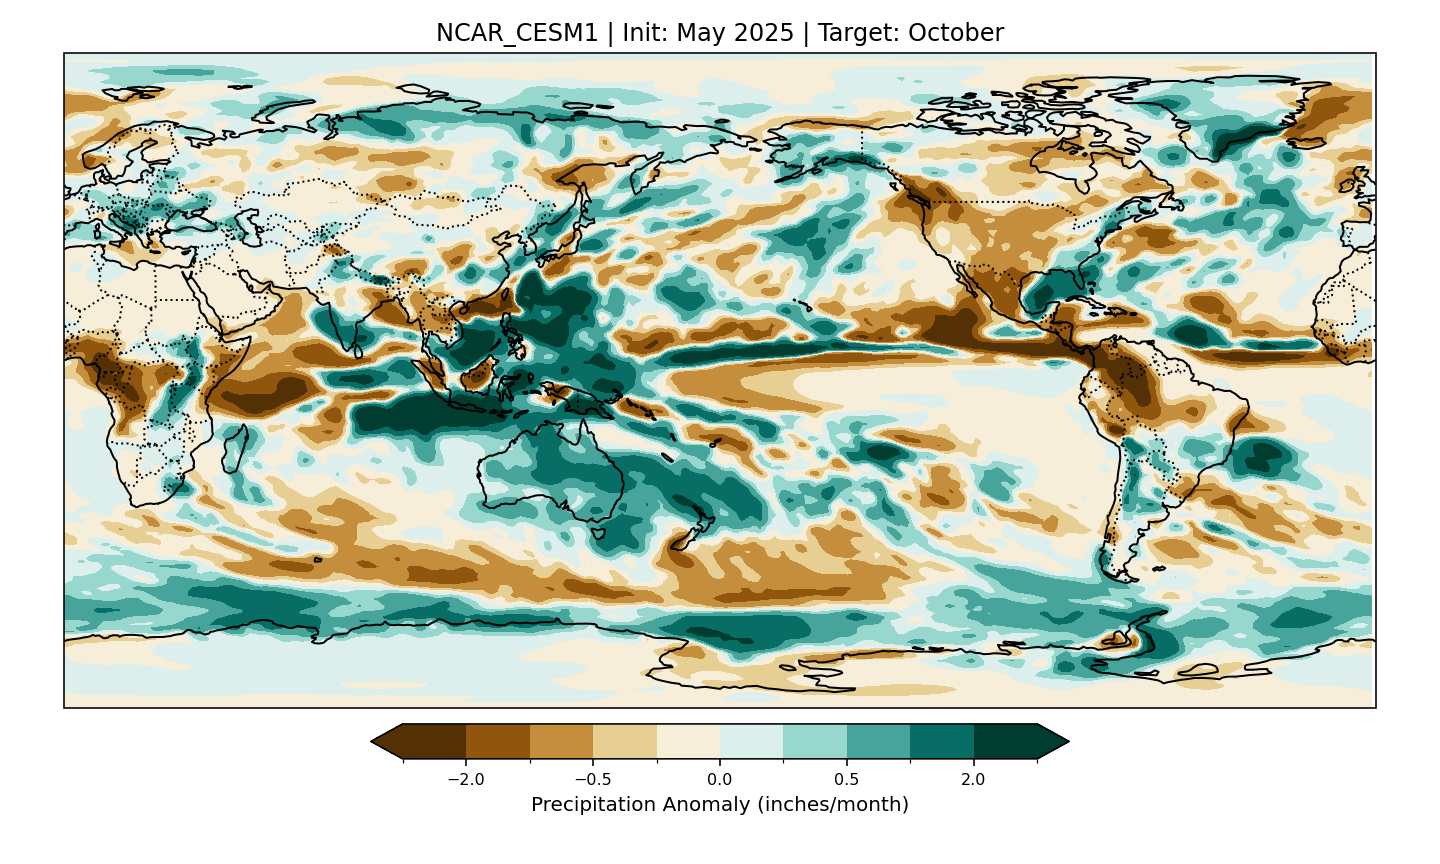 NCAR_CESM1 | Init: May 2025 | Target: October
−2.0 −0.5 0.0 0.5 2.0
Precipitation Anomaly (inches/month)